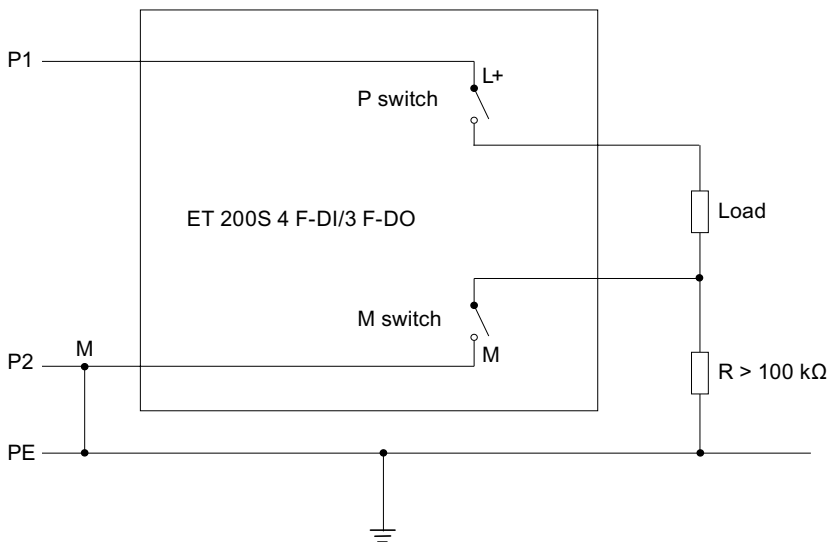 P1
L+
P switch
ET 200S 4 F-DI/3 F-DO
Load
M switch
M
M
P2
R > 100 kΩ
PE